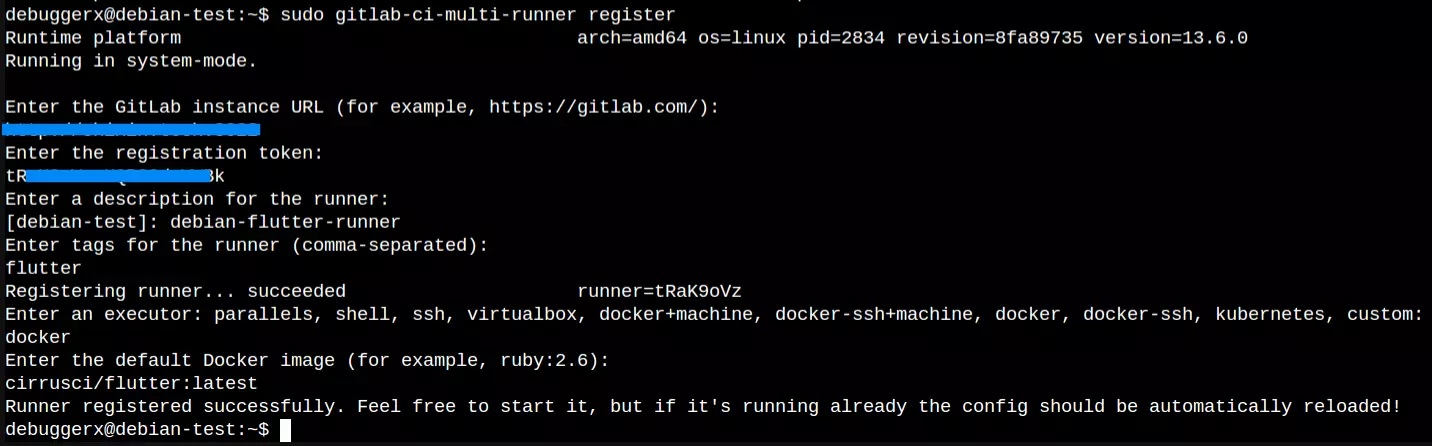 debuggerx@debian-test:~$ sudo gitlab-ci-multi-runner register
Runtime platform                                    arch=amd64 os=linux pid=2834 revision=8fa89735 version=13.6.0
Running in system-mode.
Enter the GitLab instance URL (for example, https://gitlab.com/):
Enter the registration token:
Enter a description for the runner:
[debian-test]: debian-flutter-runner
Enter tags for the runner (comma-separated):
flutter
Registering runner... succeeded                     runner=tRaK9oVz
Enter an executor: parallels, shell, ssh, virtualbox, docker+machine, docker-ssh+machine, docker, docker-ssh, kubernetes, custom:
docker
Enter the default Docker image (for example, ruby:2.6):
cirrusci/flutter:latest
Runner registered successfully. Feel free to start it, but if it's running already the config should be automatically reloaded!
debuggerx@debian-test:~$